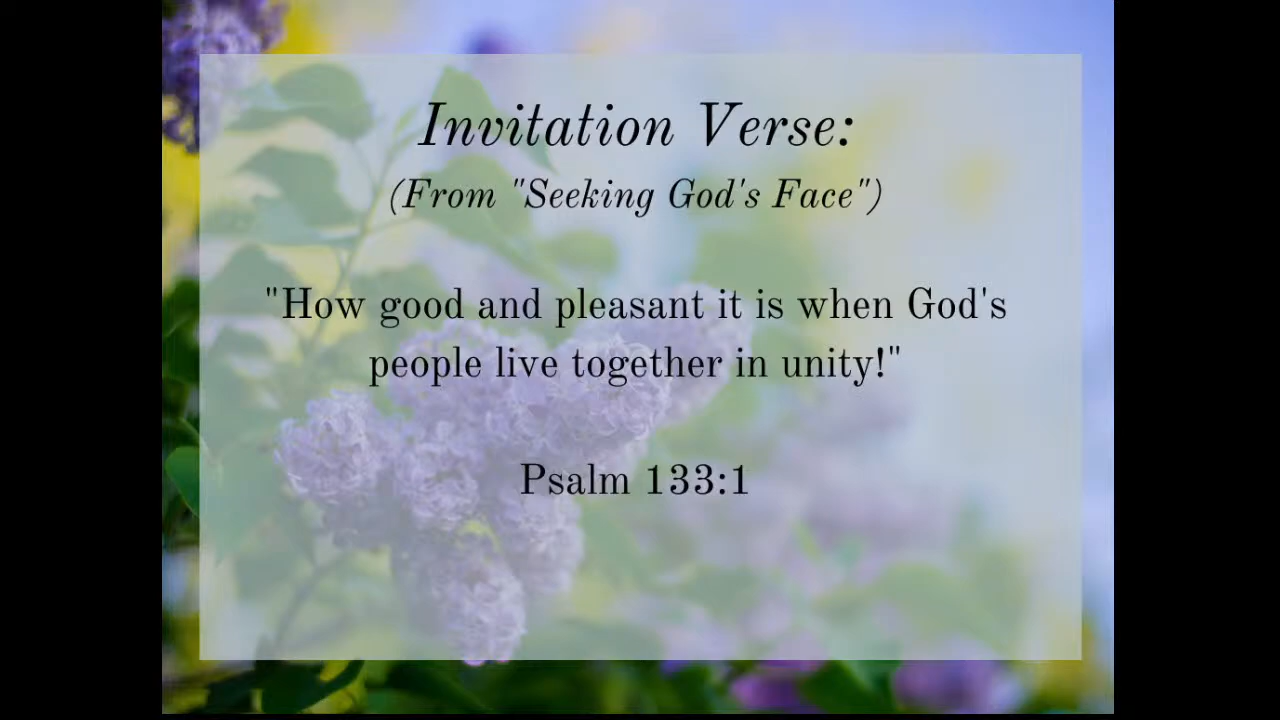 Invitation Verse:
(From "Seeking God's Face")
"How good and pleasant it is when God's
people live together in unity!"
Psalm 133:1